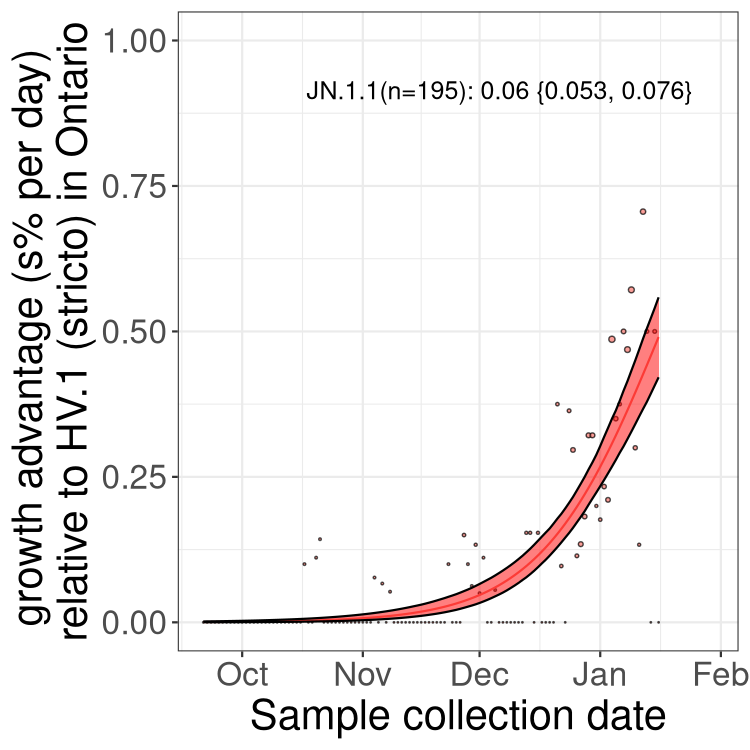 growth advantage (s% per day)
relative to HV.1 (stricto) in Ontario
1.00
0.75
0.50
0.25
0.00
JN.1.1(n=195): 0.06 {0.053, 0.076}
Oct Nov Dec Jan Feb
Sample collection date